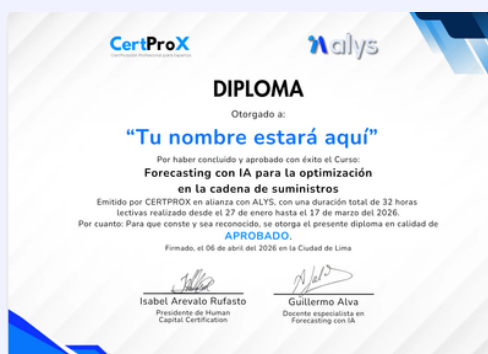 CertProX
Certificación Profesional para Expertos
alys
DIPLOMA
Otorgado a:
“Tu nombre estará aquí”
Por haber concluido y aprobado con éxito el Curso:
Forecasting con IA para la optimización
en la cadena de suministros
Emitido por CERTPROX en alianza con ALYS, con una duración total de 32 horas
lectivas realizado desde el 27 de enero hasta el 17 de marzo del 2026.
Por cuanto: Para que conste y sea reconocido, se otorga el presente diploma en calidad de
APROBADO.
Firmado, el 06 de abril del 2026 en la Ciudad de Lima
Isabel Arevalo Rufasto
Presidente de Human
Capital Certification
Guillermo Alva
Docente especialista en
Forecasting con IA